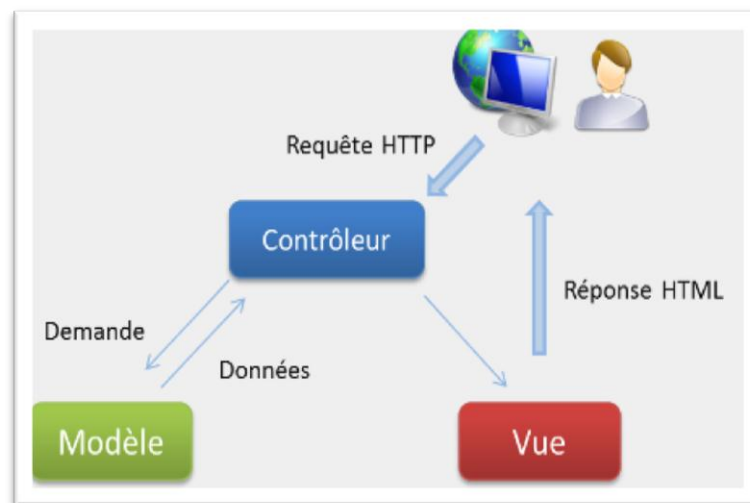 Requête HTTP
Contrôleur
Réponse HTML
Demande
Données
Modèle
Vue